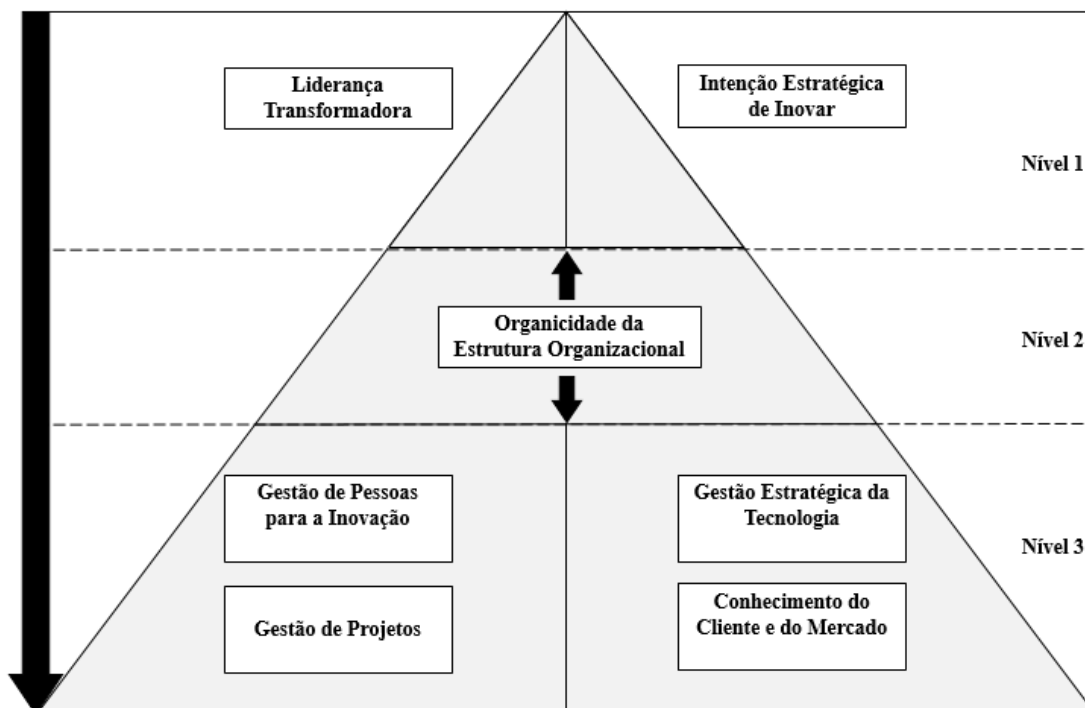 Liderança
Transformadora
Intenção Estratégica
de Inovar
Nível 1
Organicidade da
Estrutura Organizacional
Nível 2
Gestão de Pessoas
para a Inovação
Gestão Estratégica da
Tecnologia
Nível 3
Gestão de Projetos
Conhecimento do
Cliente e do Mercado